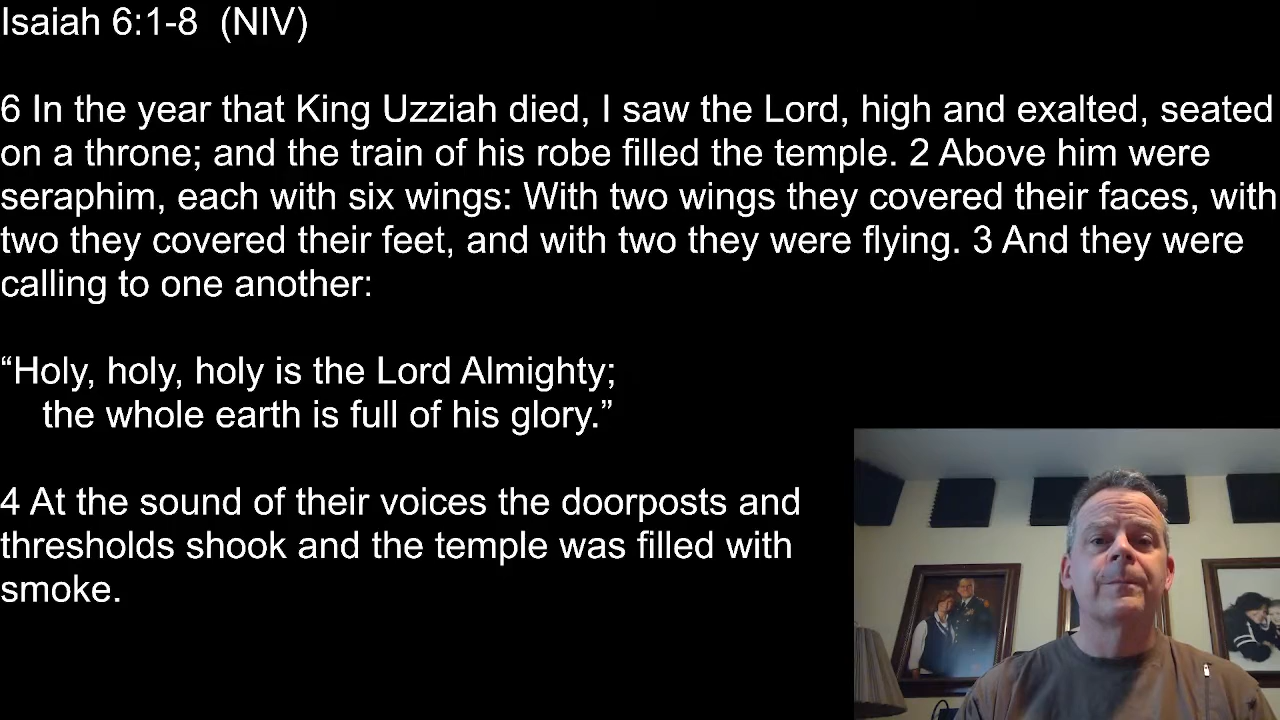 Isaiah 6:1-8  (NIV)
6 In the year that King Uzziah died, I saw the Lord, high and exalted, seated
on a throne; and the train of his robe filled the temple. 2 Above him were
seraphim, each with six wings: With two wings they covered their faces, with
two they covered their feet, and with two they were flying. 3 And they were
calling to one another:
“Holy, holy, holy is the Lord Almighty;
the whole earth is full of his glory.”
4 At the sound of their voices the doorposts and
thresholds shook and the temple was filled with
smoke.